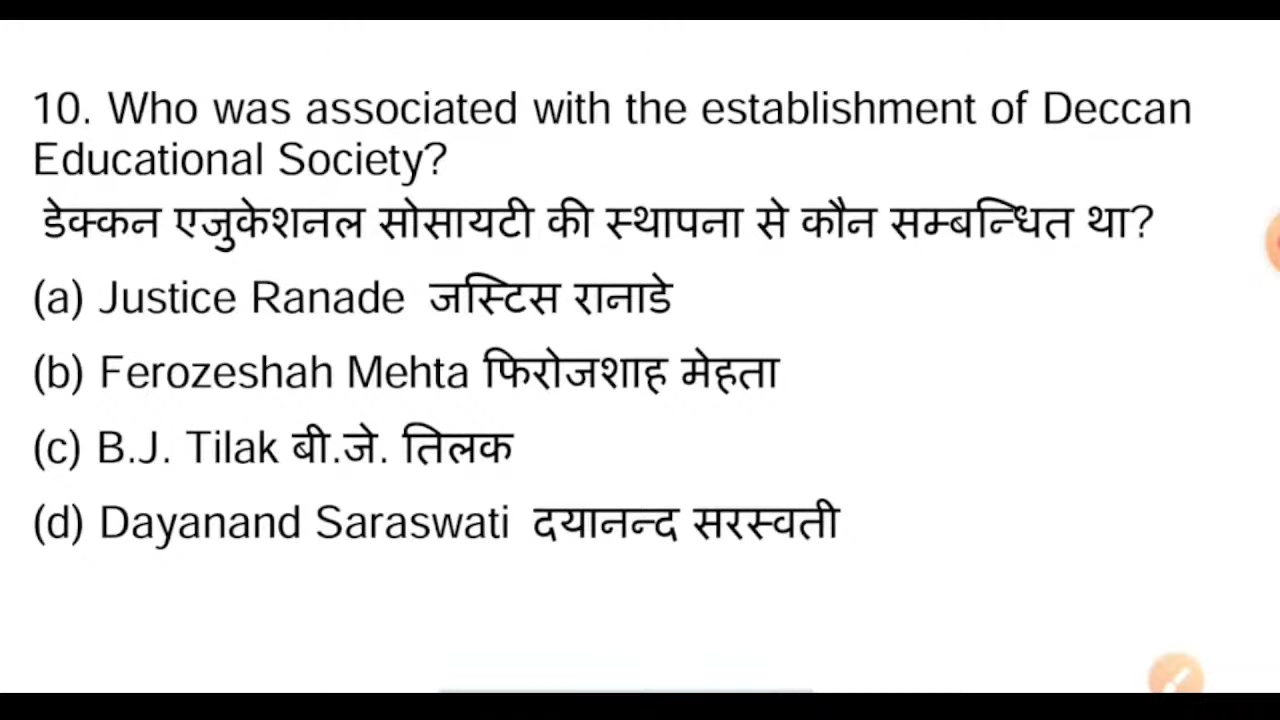 10. Who was associated with the establishment of Deccan
Educational Society?
डेक्कन एजुकेशनल सोसायटी की स्थापना से कौन सम्बन्धित था?
(a) Justice Ranade जस्टिस रानाडे
(b) Ferozeshah Mehta फिरोजशाह मेहता
(c) B.J. Tilak बी.जे. तिलक
(d) Dayanand Saraswati दयानन्द सरस्वती